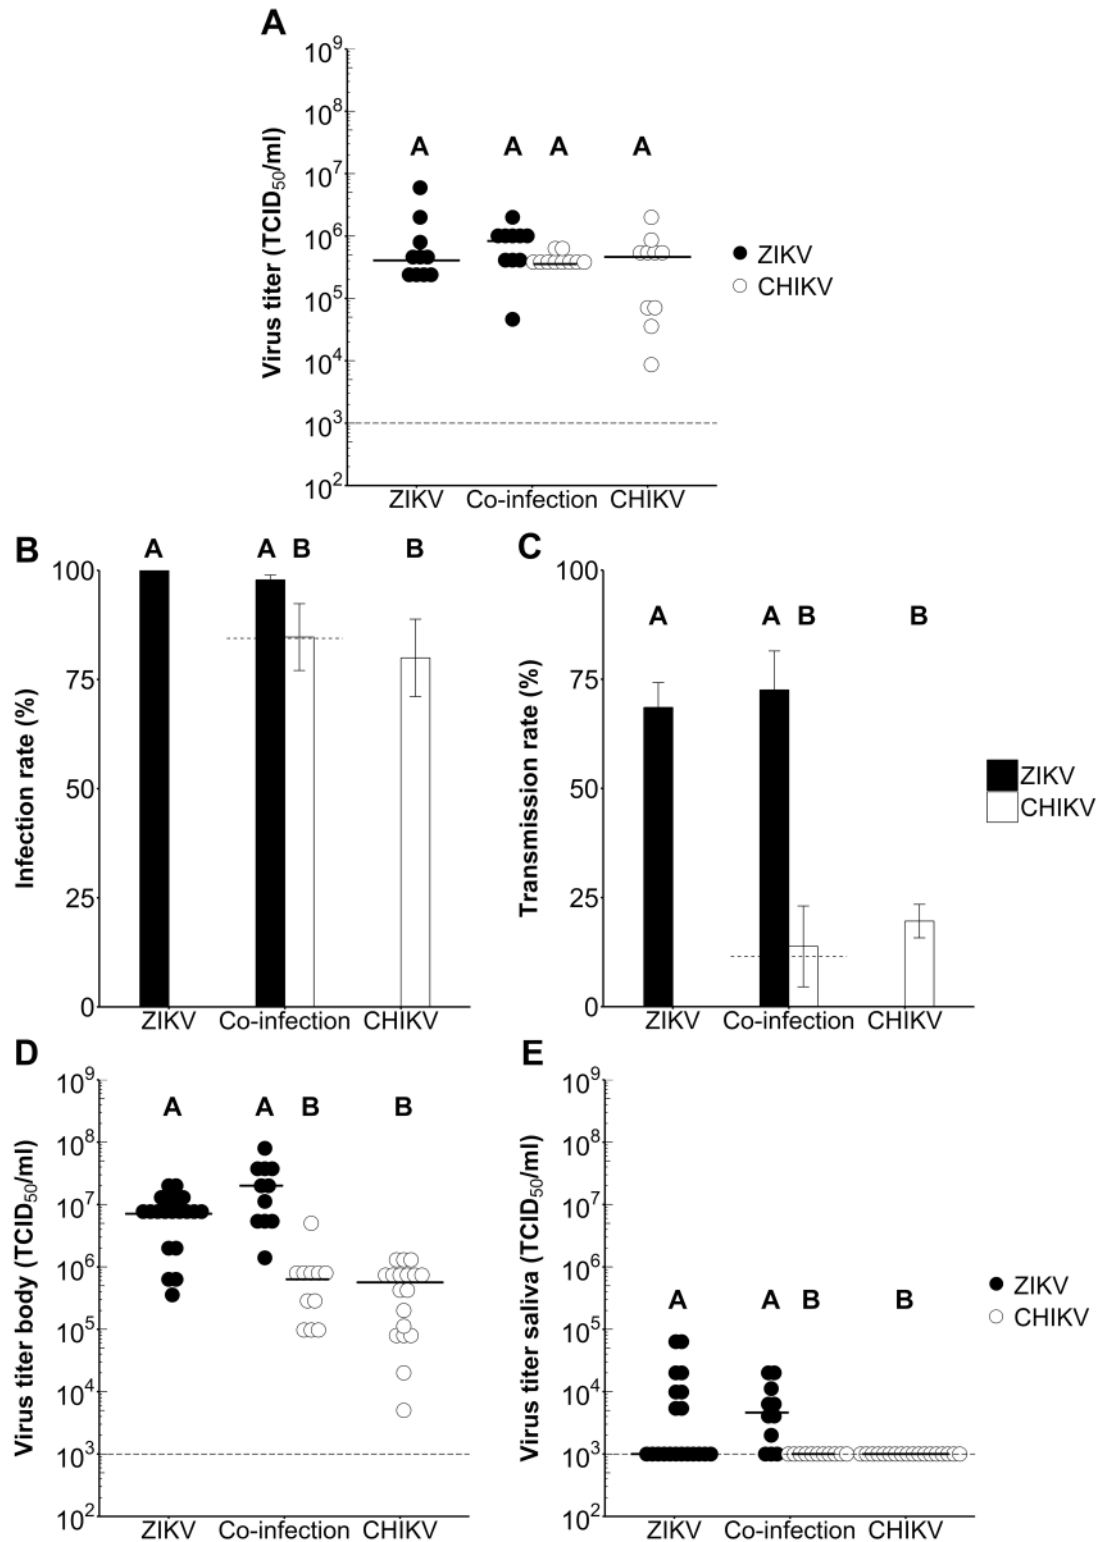 A
Virus titer (TCID50/ml)
10^9
10^8
10^7
10^6
10^5
10^4
10^3
10^2
A A A A
ZIKV Co-infection CHIKV
ZIKV
CHIKV
B
Infection rate (%)
100
75
50
25
0
A A B B
ZIKV Co-infection CHIKV
C
Transmission rate (%)
100
75
50
25
0
A A B B
ZIKV Co-infection CHIKV
ZIKV
CHIKV
D
Virus titer body (TCID50/ml)
10^9
10^8
10^7
10^6
10^5
10^4
10^3
10^2
A A B B
ZIKV Co-infection CHIKV
E
Virus titer saliva (TCID50/ml)
10^9
10^8
10^7
10^6
10^5
10^4
10^3
10^2
A A B B
ZIKV Co-infection CHIKV
ZIKV
CHIKV